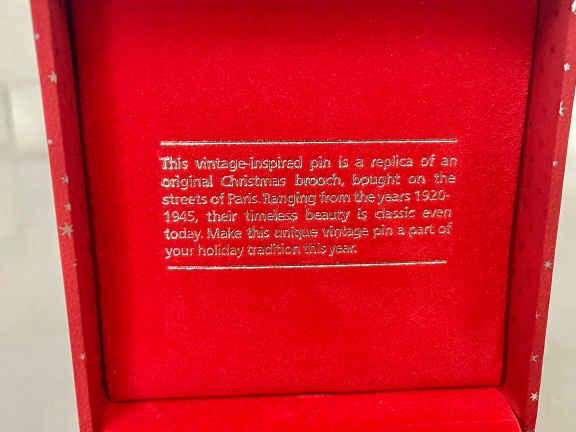 This vintage-inspired pin is a replica of an
original Christmas brooch, bought on the
streets of Paris. Ranging from the years 1920-
1945, their timeless beauty is classic even
today. Make this unique vintage pin a part of
your holiday tradition this year.